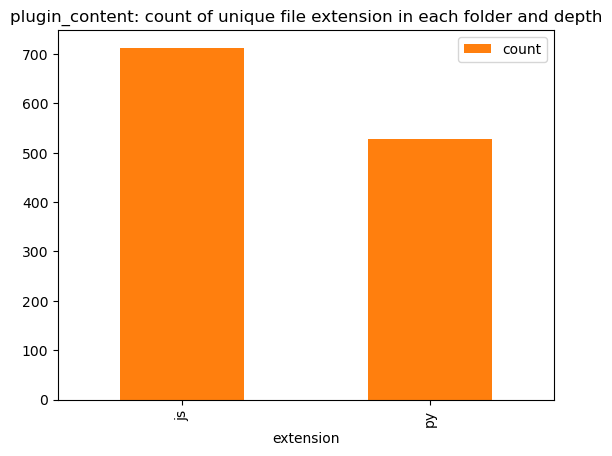 plugin_content: count of unique file extension in each folder and depth
count
700
600
500
400
300
200
100
0
js
py
extension